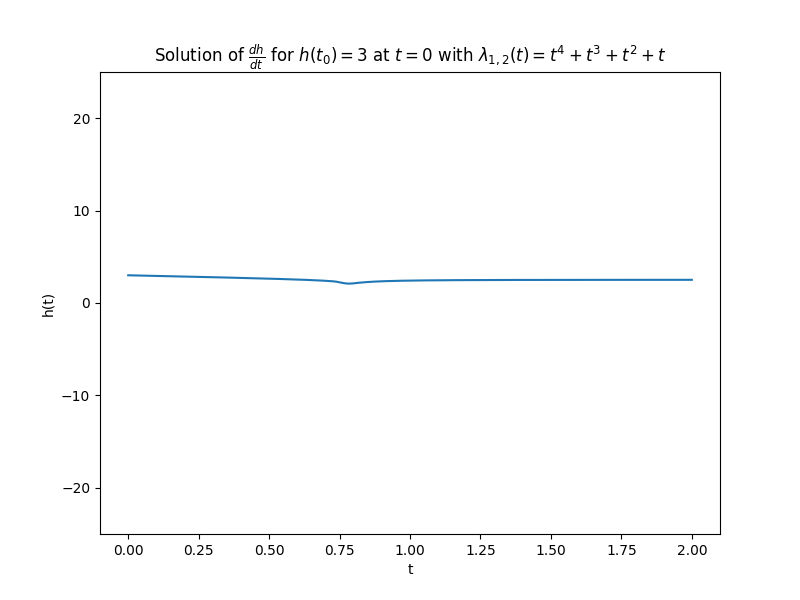 Solution of $\frac{dh}{dt}$ for $h(t_0) = 3$ at $t = 0$ with $\lambda_{1,2}(t) = t^4 + t^3 + t^2 + t$
20
10
0
−10
−20
h(t)
0.00 0.25 0.50 0.75 1.00 1.25 1.50 1.75 2.00
t